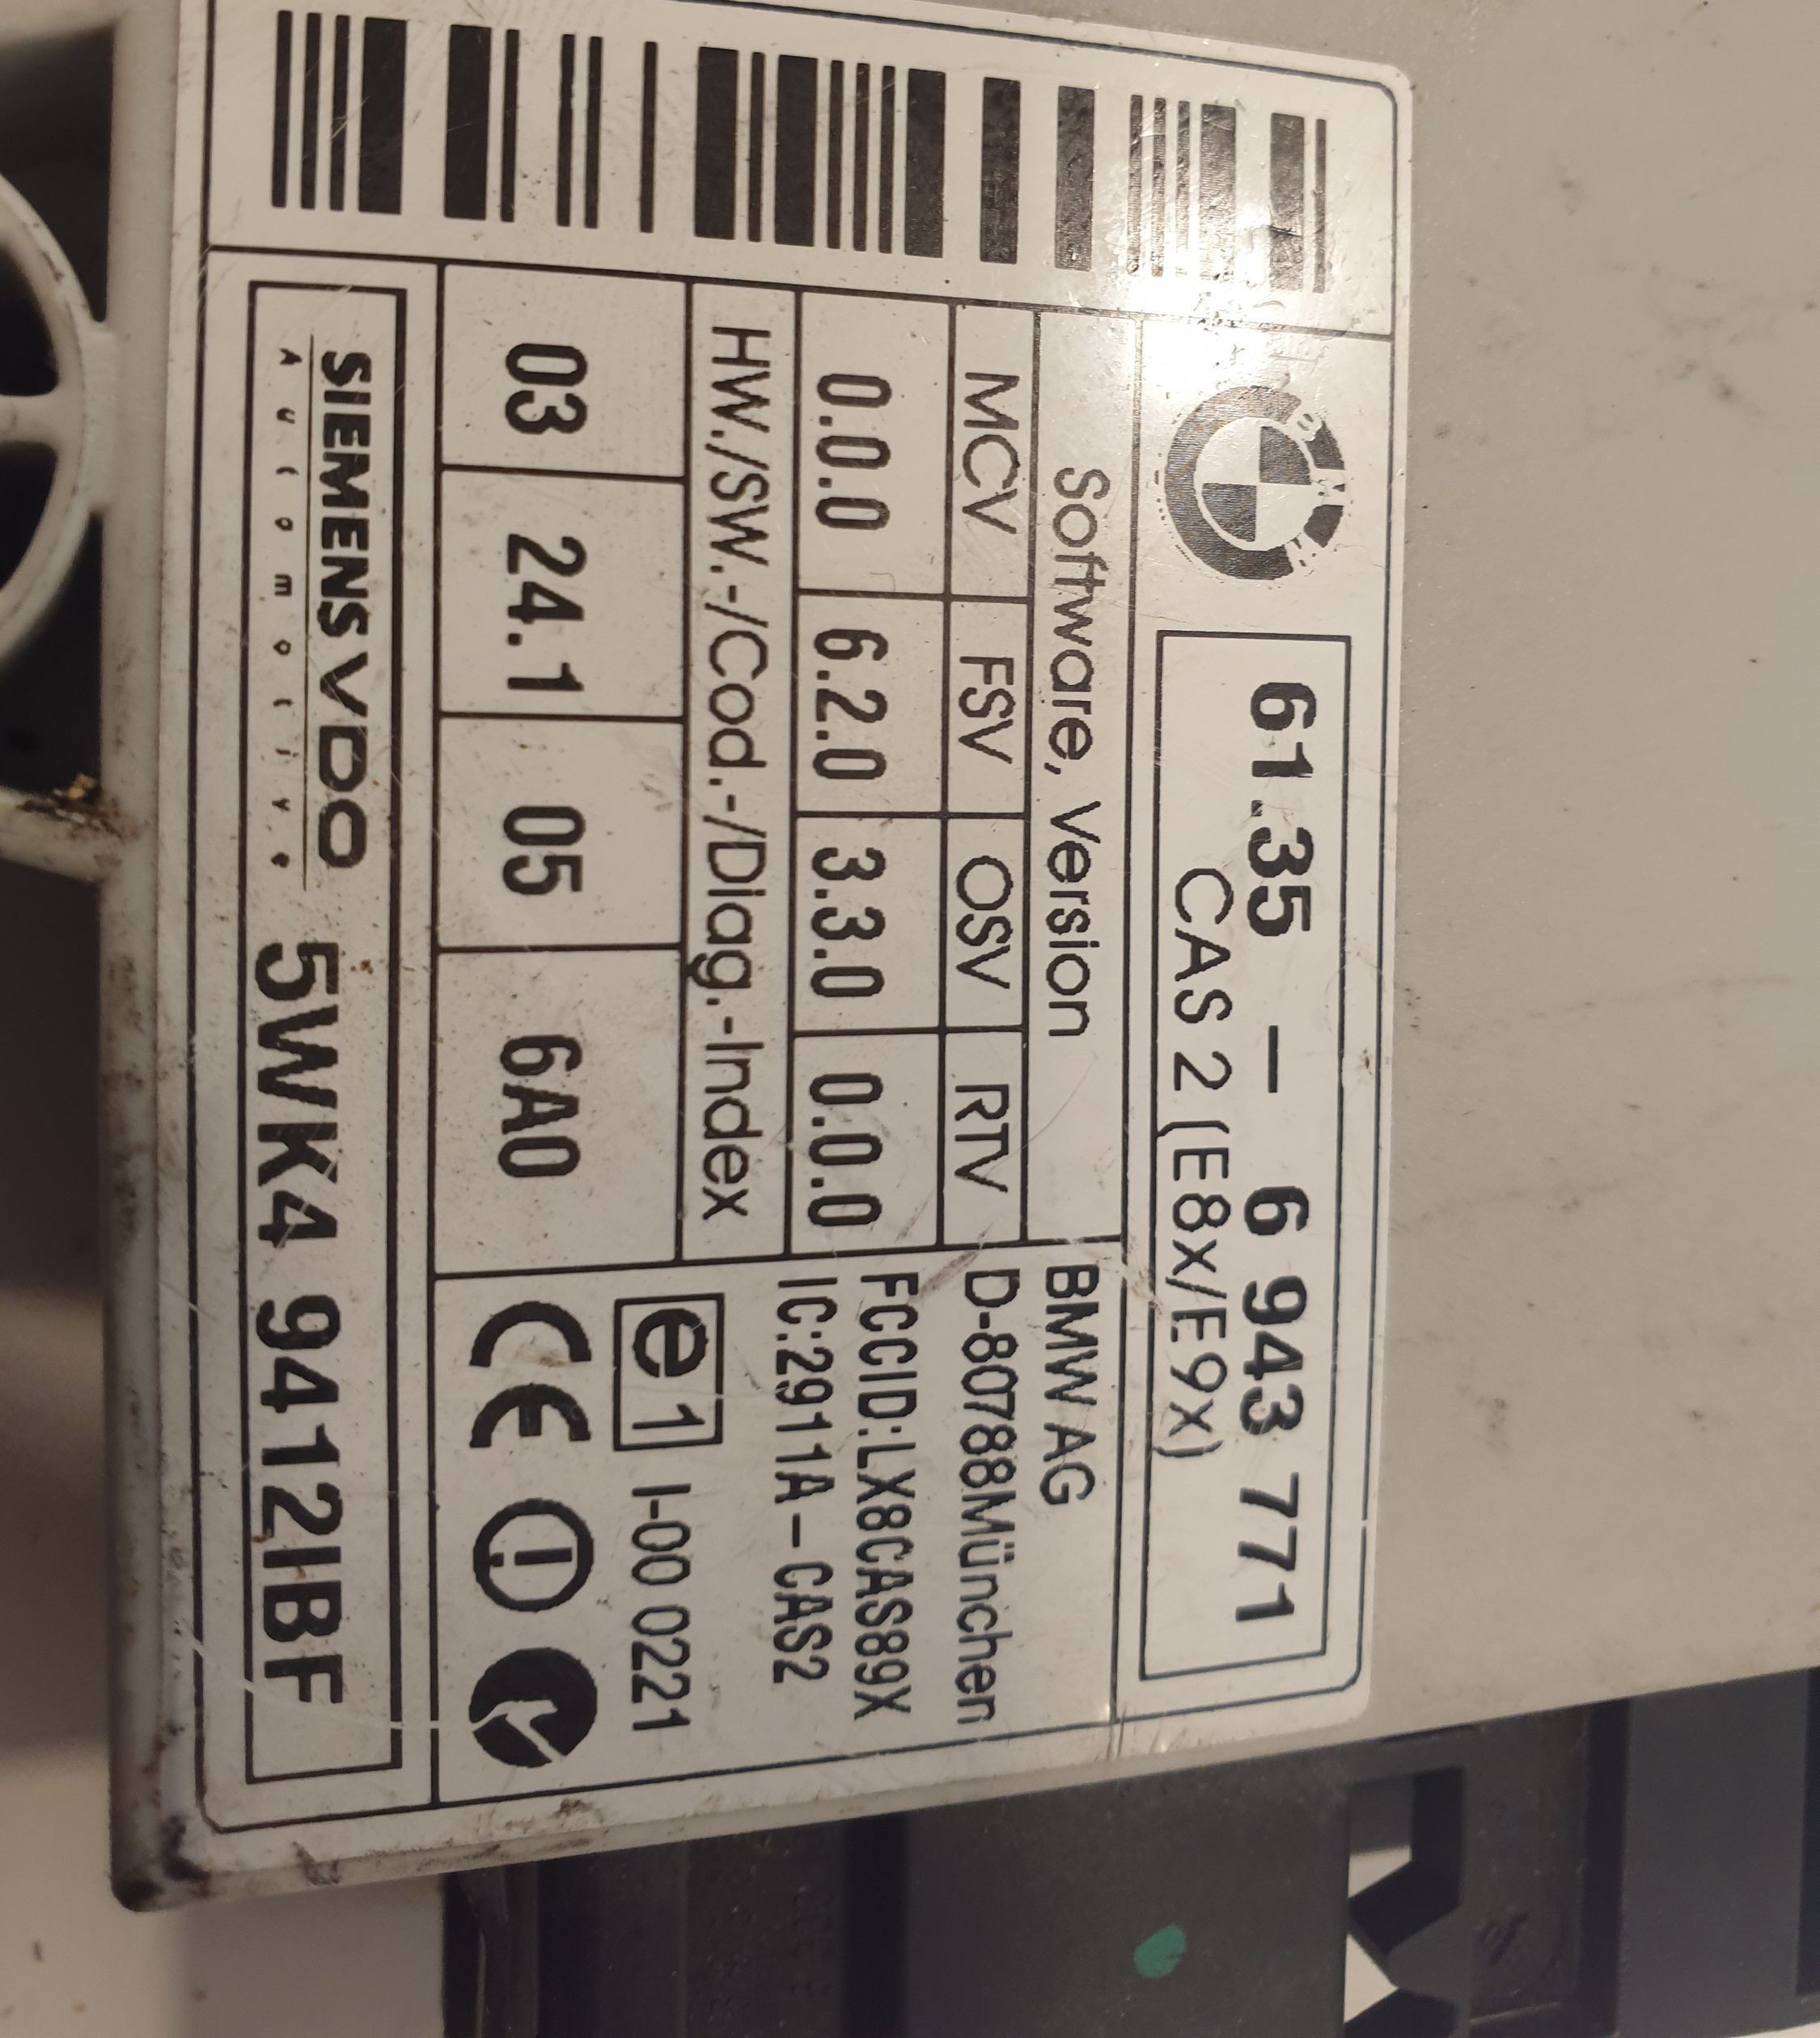 61.35 – 6 943 771
CAS 2 (E8x/E9x)
Software, Version
MCV FSV OSV RTV
0.0.0 6.2.0 3.3.0 0.0.0
HW./SW.-/Cod.-/Diag.-Index
03 24.1 05 6A0
BMW AG
D-80788München
FCCID:LX8CAS89X
IC:2911A-CAS2
e1 I-00 0221
CE
SIEMENS VDO
Automotive
5WK4 9412IBF